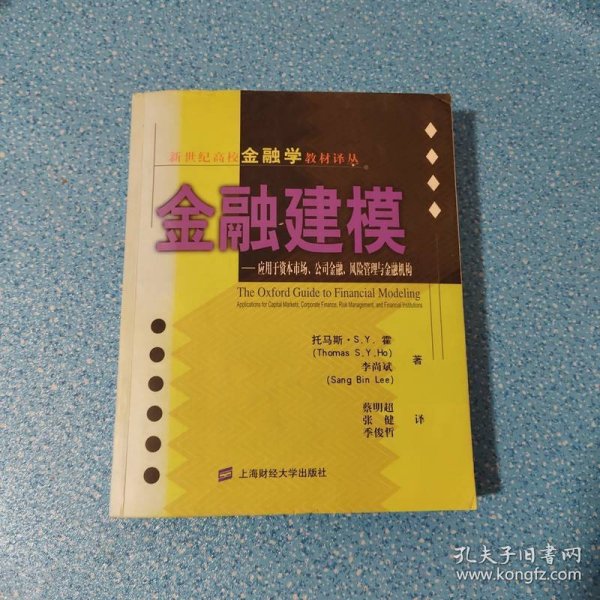 新世纪高校金融学教材译丛
金融建模
——应用于资本市场、公司金融、风险管理与金融机构
The Oxford Guide to Financial Modeling
Applications for Capital Markets, Corporate Finance, Risk Management, and Financial Institutions
托马斯·S.Y.霍
(Thomas S.Y.Ho)
李尚斌
(Sang Bin Lee)
著
蔡明超
张健
季俊哲
译
上海财经大学出版社
孔夫子旧书网
www.kongfz.com